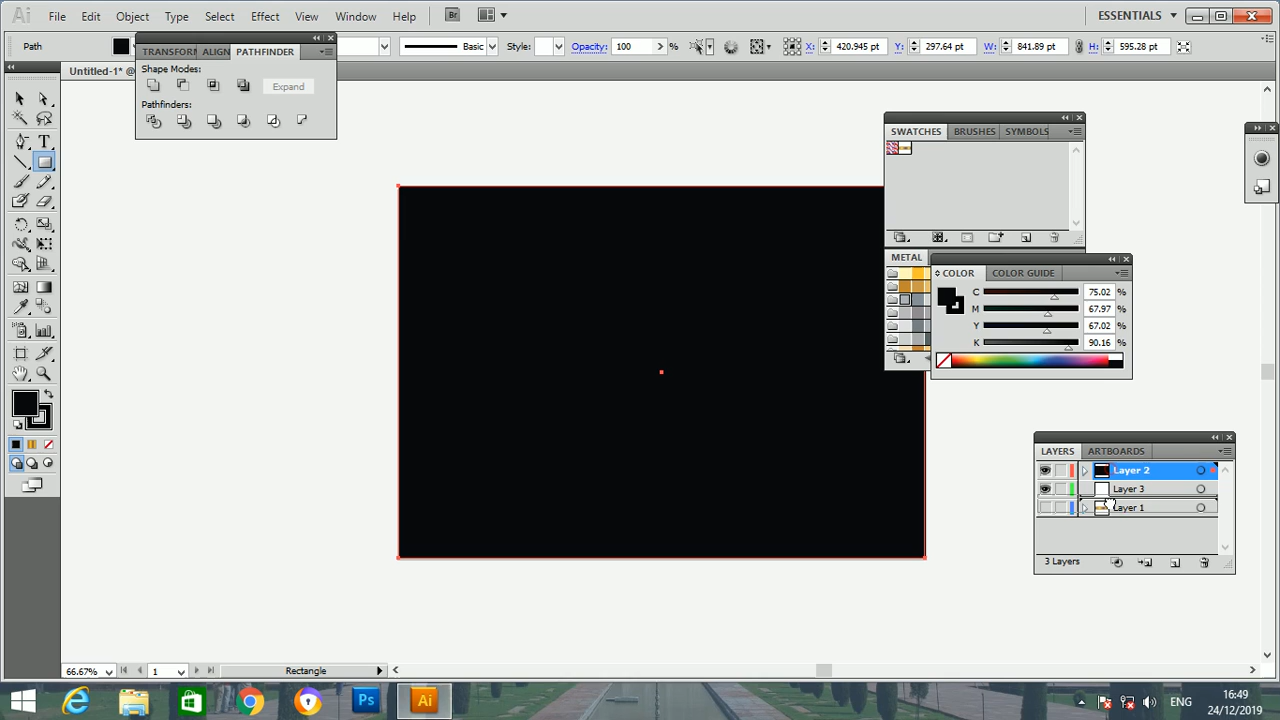 Ai File Edit Object Type Select Effect View Window Help Br ESSENTIALS
Path Basic Style: Opacity: 100 % X: 420.945 pt Y: 297.64 pt W: 841.89 pt H: 595.28 pt
Untitled-1* @
TRANSFORM ALIGN PATHFINDER
Shape Modes:
Expand
Pathfinders:
SWATCHES BRUSHES SYMBOLS
METAL
COLOR COLOR GUIDE
C 75.02 %
M 67.97 %
Y 67.02 %
K 90.16 %
LAYERS ARTBOARDS
Layer 2
Layer 3
Layer 1
3 Layers
66.67% 1 Rectangle
Ps Ai ENG 16:49
24/12/2019